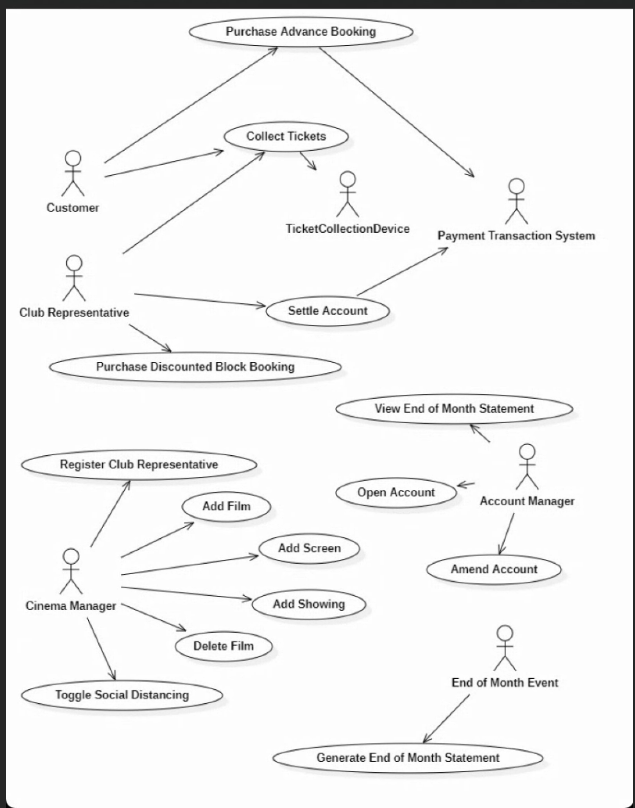 Purchase Advance Booking
Collect Tickets
Customer
TicketCollectionDevice
Payment Transaction System
Club Representative
Settle Account
Purchase Discounted Block Booking
View End of Month Statement
Register Club Representative
Open Account
Account Manager
Add Film
Add Screen
Amend Account
Cinema Manager
Add Showing
Delete Film
End of Month Event
Toggle Social Distancing
Generate End of Month Statement